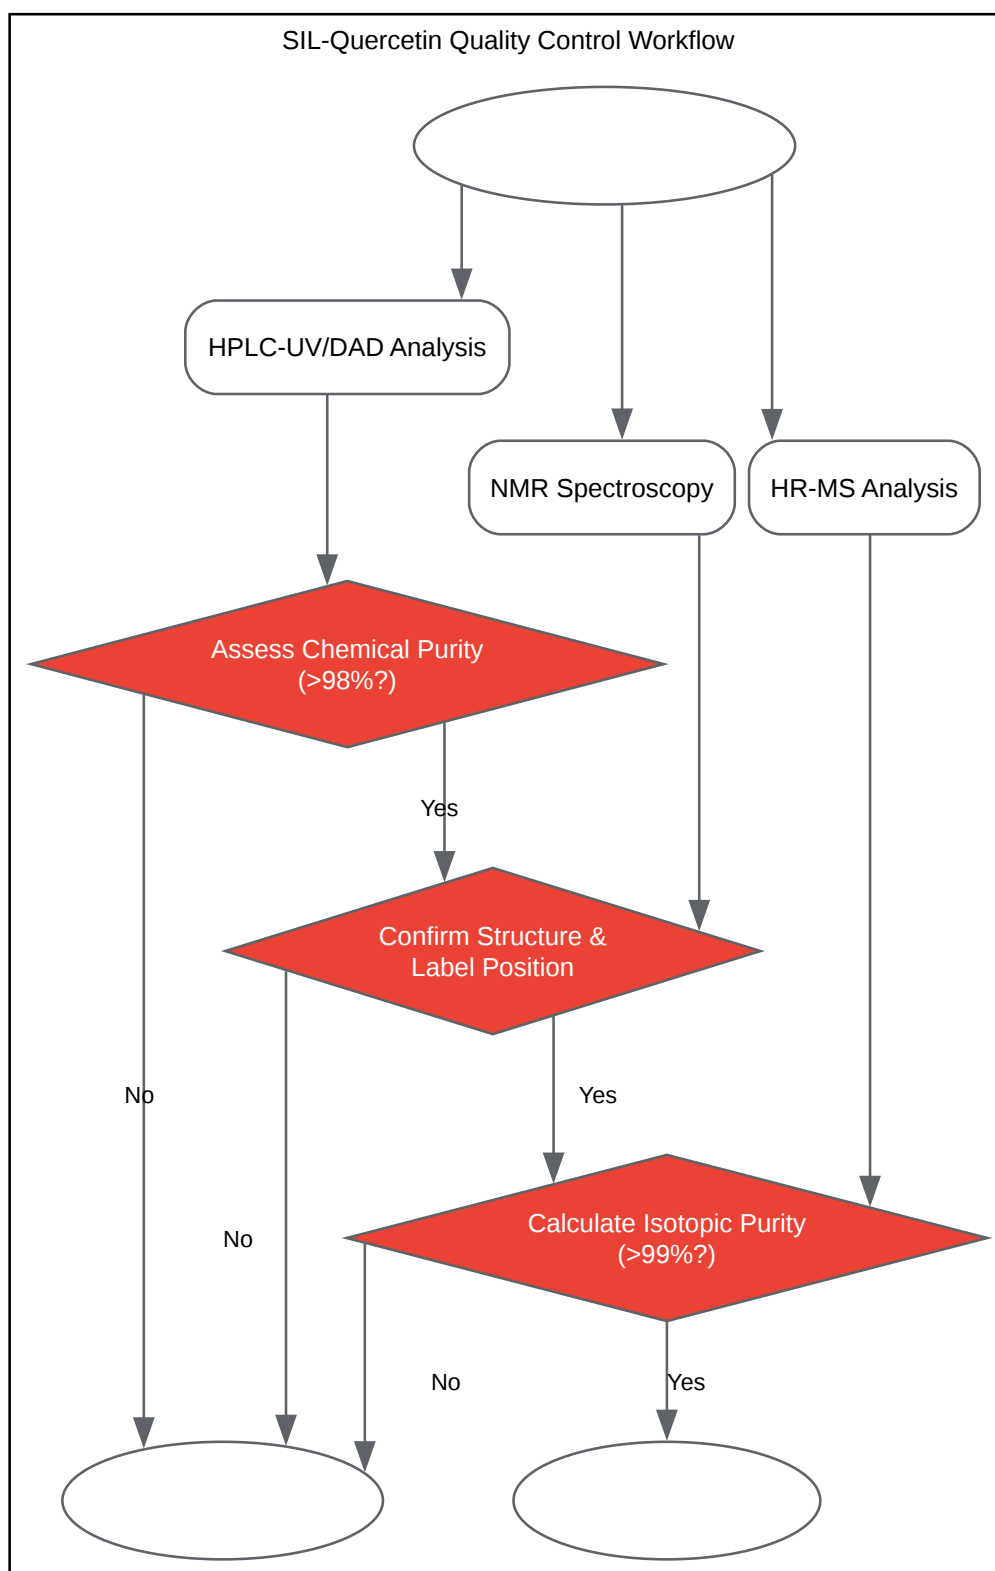 SIL-Quercetin Quality Control Workflow
HPLC-UV/DAD Analysis
NMR Spectroscopy
HR-MS Analysis
Assess Chemical Purity
(>98%?)
Yes
Confirm Structure &
Label Position
No
Yes
No
Calculate Isotopic Purity
(>99%?)
No
Yes